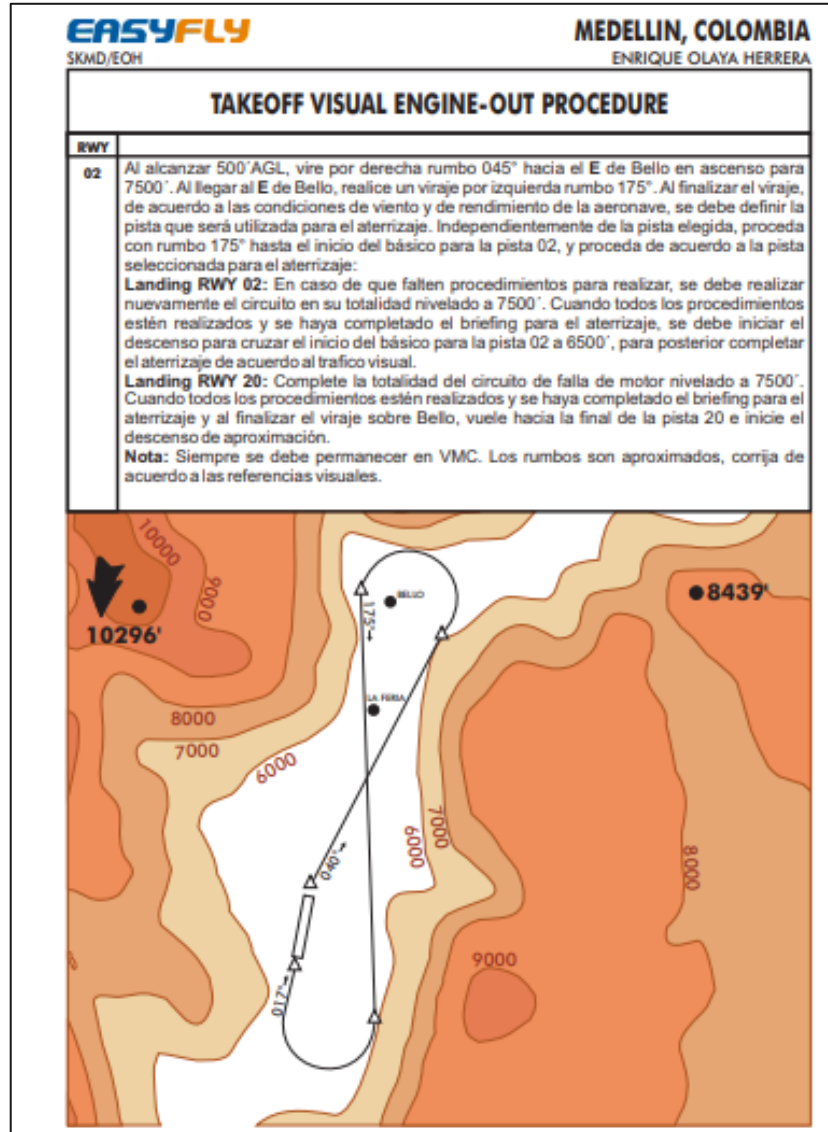 EASYFLY
MEDELLIN, COLOMBIA
SKMD/EOH
ENRIQUE OLAYA HERRERA
TAKEOFF VISUAL ENGINE-OUT PROCEDURE
RWY
02
Al alcanzar 500´AGL, vire por derecha rumbo 045° hacia el E de Bello en ascenso para
7500´. Al llegar al E de Bello, realice un viraje por izquierda rumbo 175°. Al finalizar el viraje,
de acuerdo a las condiciones de viento y de rendimiento de la aeronave, se debe definir la
pista que será utilizada para el aterrizaje. Independientemente de la pista elegida, proceda
con rumbo 175° hasta el inicio del básico para la pista 02, y proceda de acuerdo a la pista
seleccionada para el aterrizaje:
Landing RWY 02: En caso de que falten procedimientos para realizar, se debe realizar
nuevamente el circuito en su totalidad nivelado a 7500´. Cuando todos los procedimientos
estén realizados y se haya completado el briefing para el aterrizaje, se debe iniciar el
descenso para cruzar el inicio del básico para la pista 02 a 6500´, para posterior completar
el aterrizaje de acuerdo al trafico visual.
Landing RWY 20: Complete la totalidad del circuito de falla de motor nivelado a 7500´.
Cuando todos los procedimientos estén realizados y se haya completado el briefing para el
aterrizaje y al finalizar el viraje sobre Bello, vuele hacia la final de la pista 20 e inicie el
descenso de aproximación.
Nota: Siempre se debe permanecer en VMC. Los rumbos son aproximados, corrija de
acuerdo a las referencias visuales.
10000
9000
10296'
BELLO
175°
8439'
LA FERIA
8000
7000
6000
7000
6000
040°
8000
9000
017°